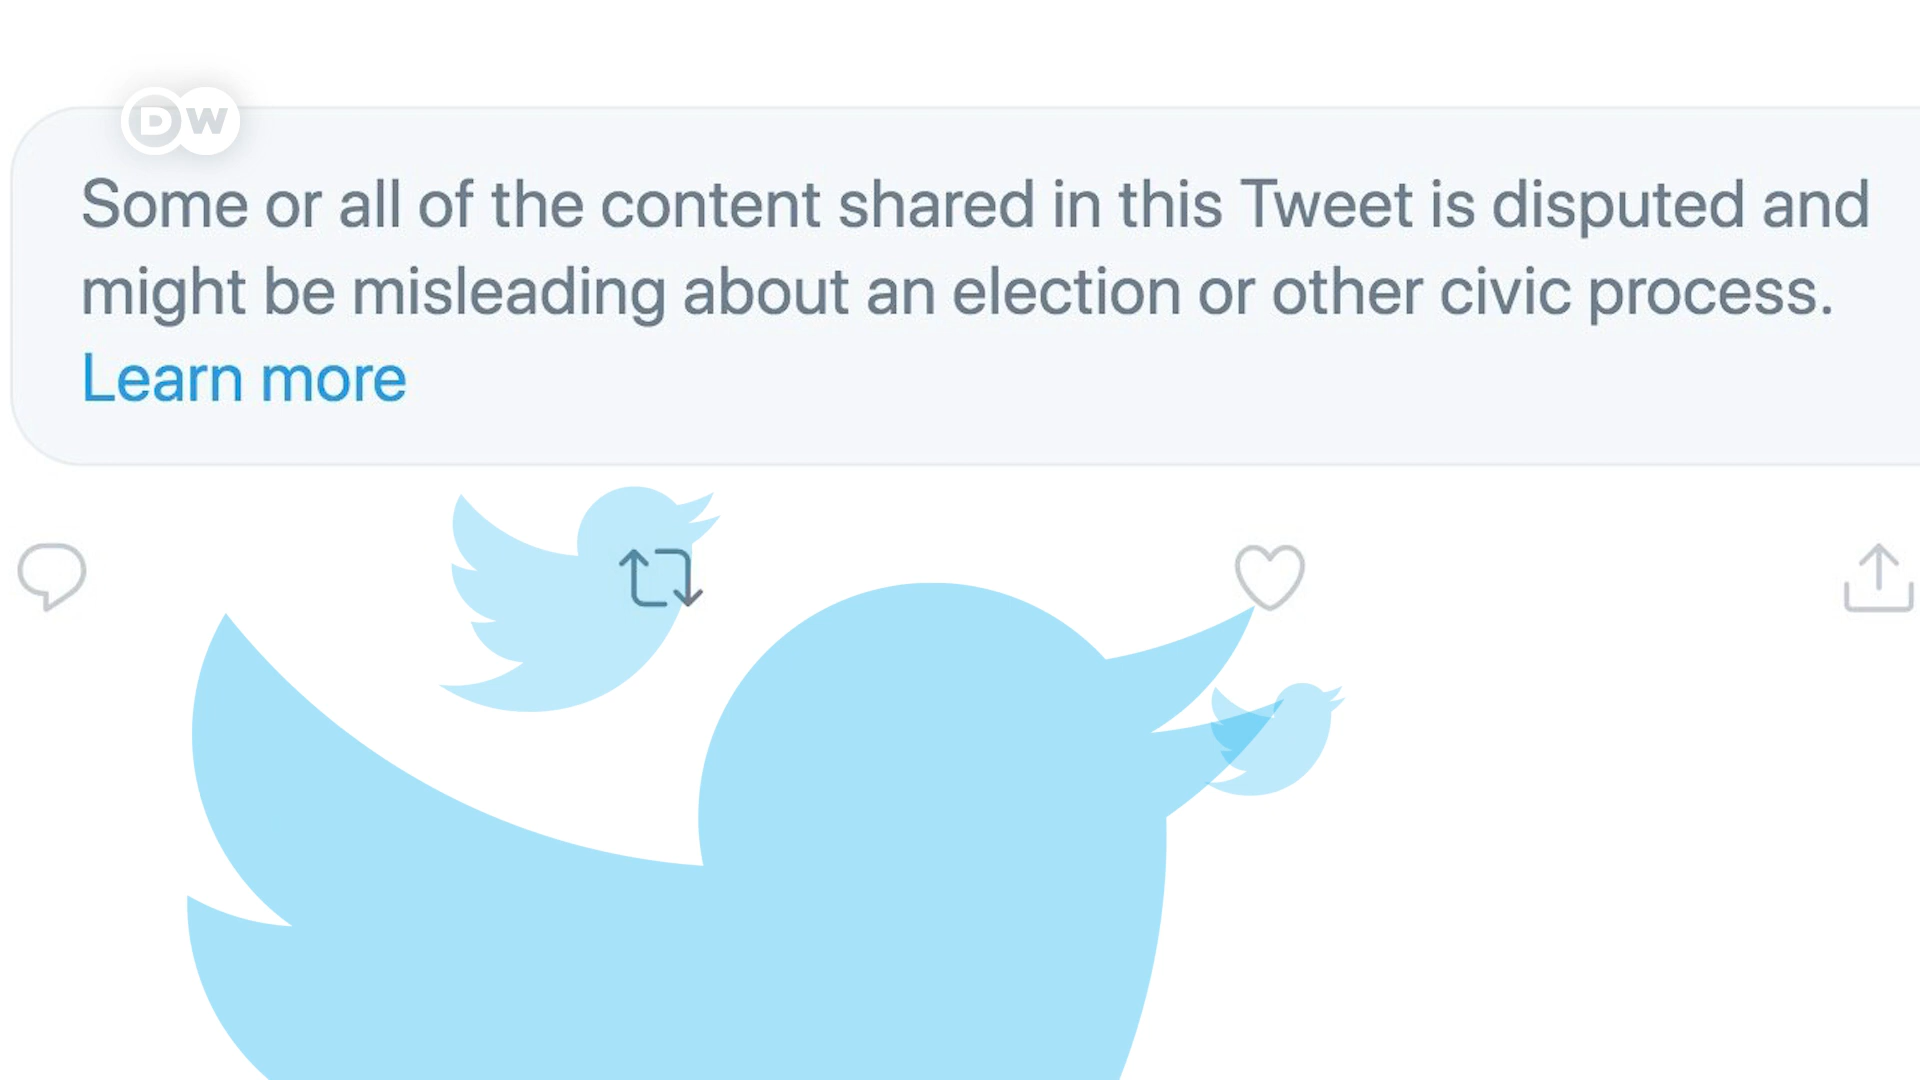 DW
Some or all of the content shared in this Tweet is disputed and
might be misleading about an election or other civic process.
Learn more